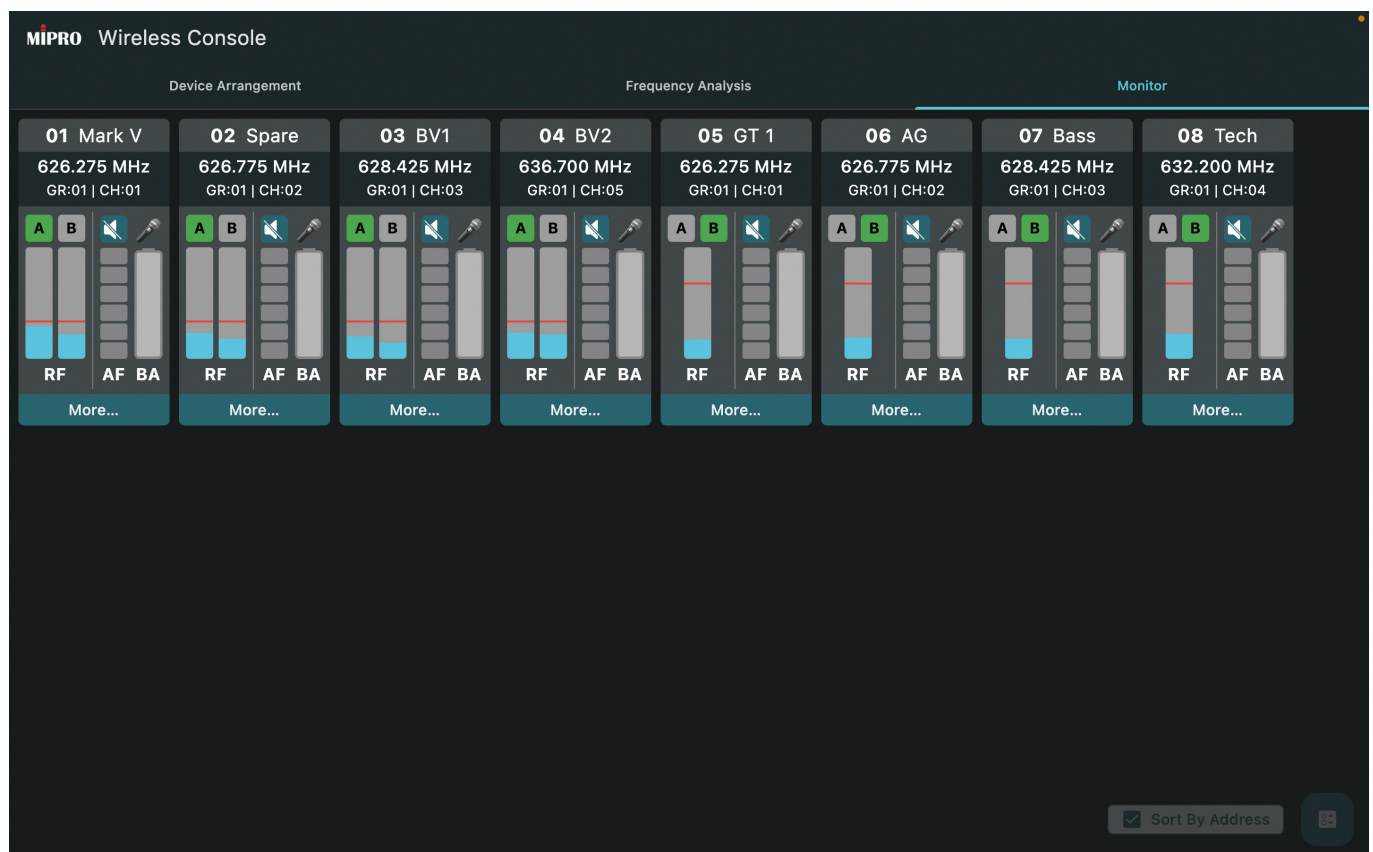 MIPRO Wireless Console
Device Arrangement Frequency Analysis Monitor
01 Mark V 02 Spare 03 BV1 04 BV2 05 GT 1 06 AG 07 Bass 08 Tech
626.275 MHz 626.775 MHz 628.425 MHz 636.700 MHz 626.275 MHz 626.775 MHz 628.425 MHz 632.200 MHz
GR:01 | CH:01 GR:01 | CH:02 GR:01 | CH:03 GR:01 | CH:05 GR:01 | CH:01 GR:01 | CH:02 GR:01 | CH:03 GR:01 | CH:04
A B A B A B A B A B A B A B A B
RF AF BA RF AF BA RF AF BA RF AF BA RF AF BA RF AF BA RF AF BA RF AF BA
More... More... More... More... More... More... More... More...
Sort By Address